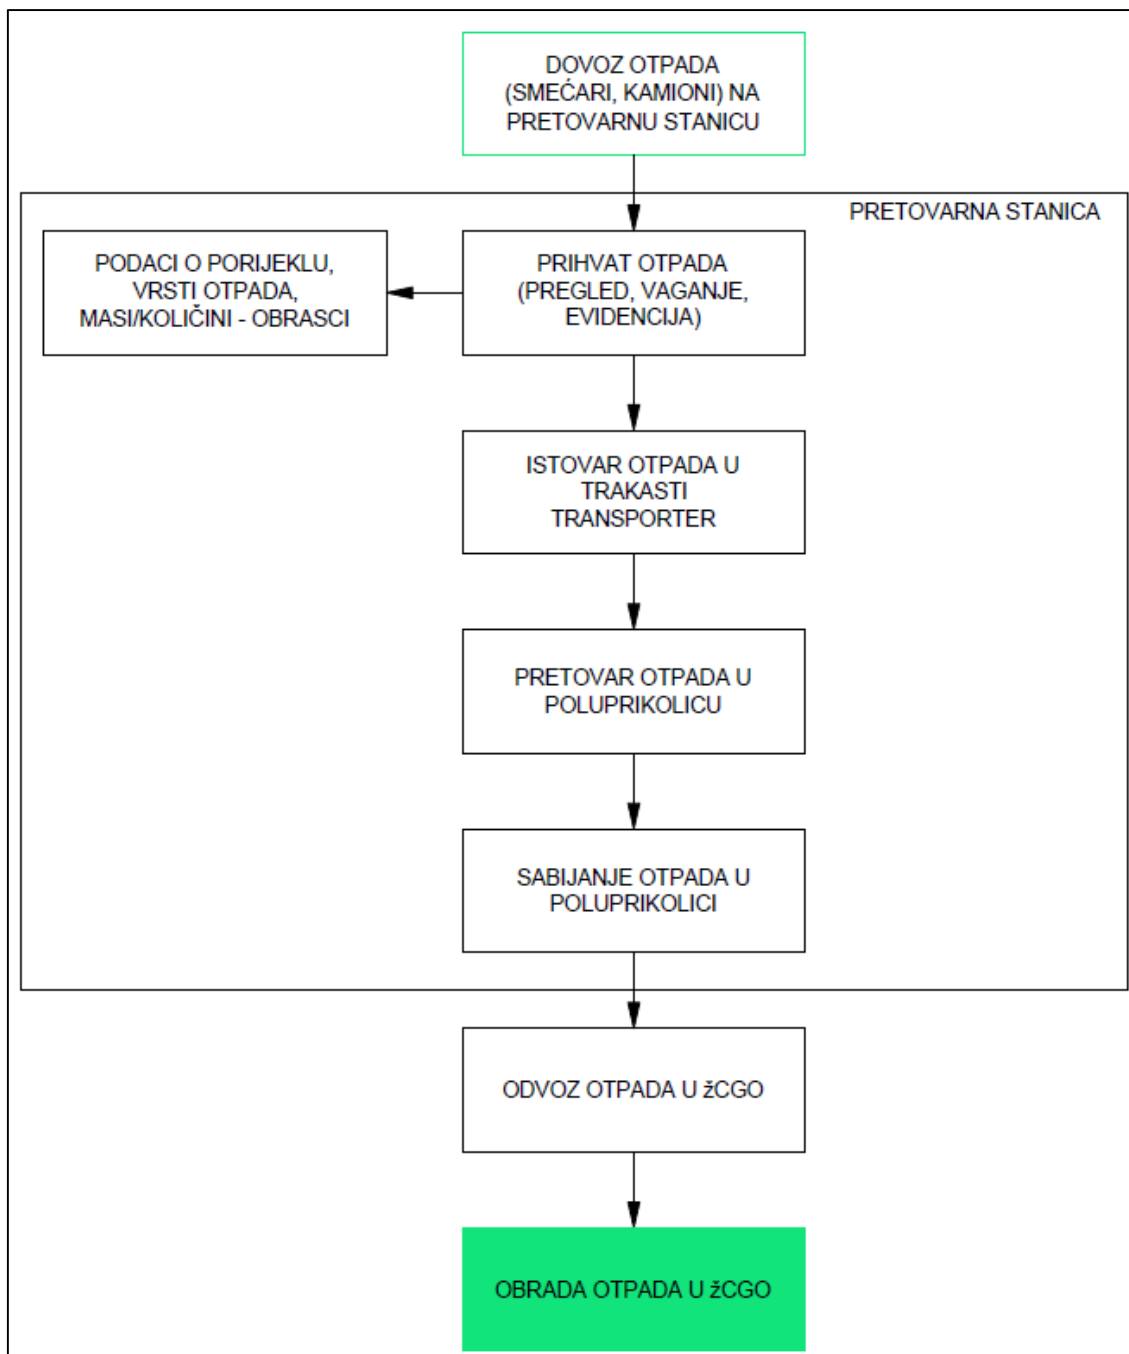 DOVOZ OTPADA
(SMEĆARI, KAMIONI) NA
PRETOVARNU STANICU
PRETOVARNA STANICA
PODACI O PORIJEKLU,
VRSTI OTPADA,
MASI/KOLIČINI - OBRASCI
PRIHVAT OTPADA
(PREGLED, VAGANJE,
EVIDENCIJA)
ISTOVAR OTPADA U
TRAKASTI
TRANSPORTER
PRETOVAR OTPADA U
POLUPRIKOLICU
SABIJANJE OTPADA U
POLUPRIKOLICI
ODVOZ OTPADA U žCGO
OBRADA OTPADA U žCGO